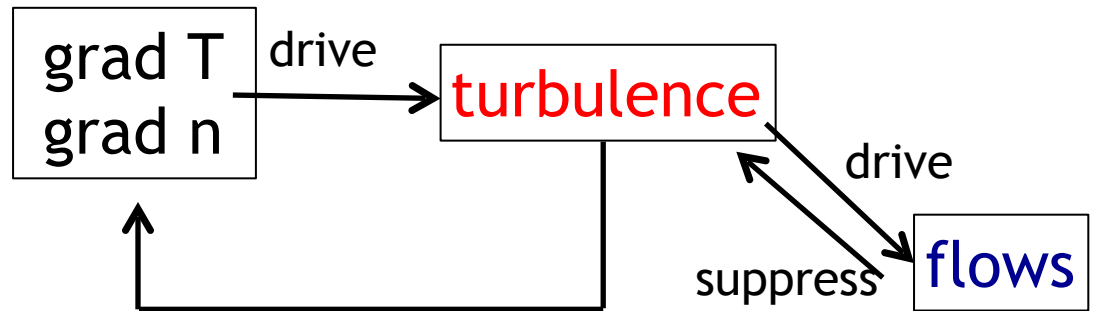 grad T
grad n
drive
turbulence
drive
suppress
flows